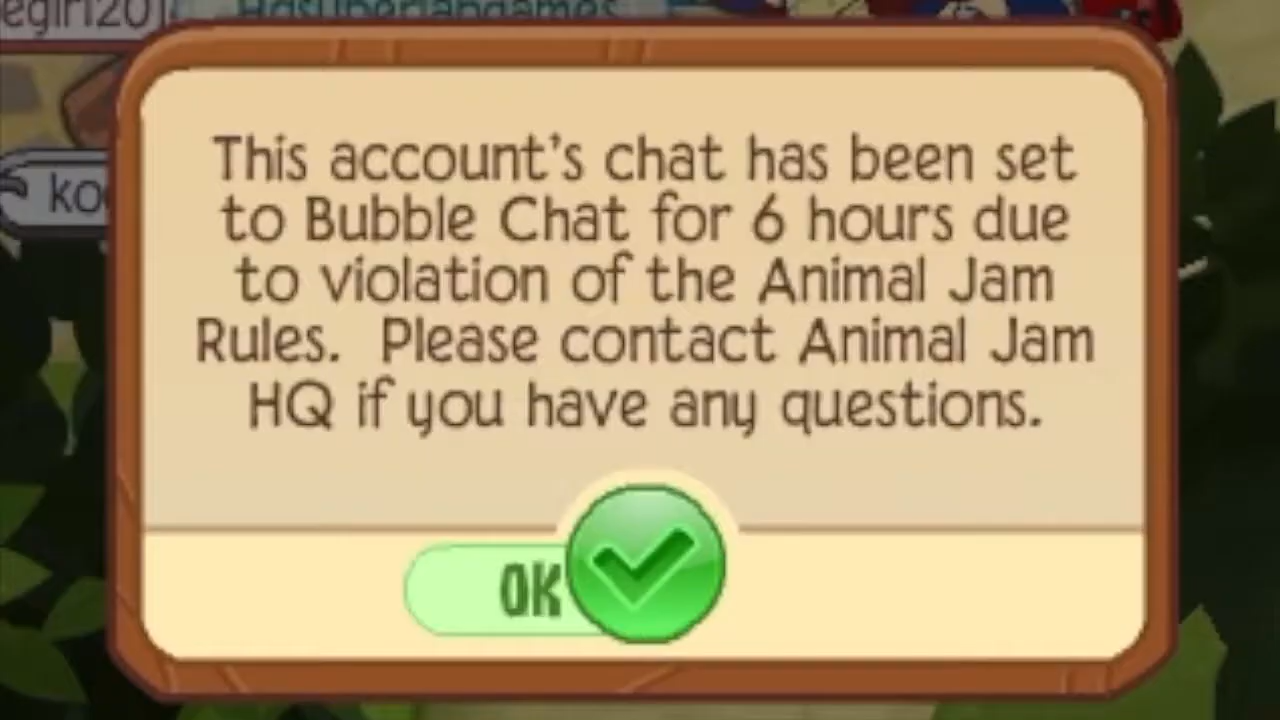 This account's chat has been set
to Bubble Chat for 6 hours due
to violation of the Animal Jam
Rules.  Please contact Animal Jam
HQ if you have any questions.
OK